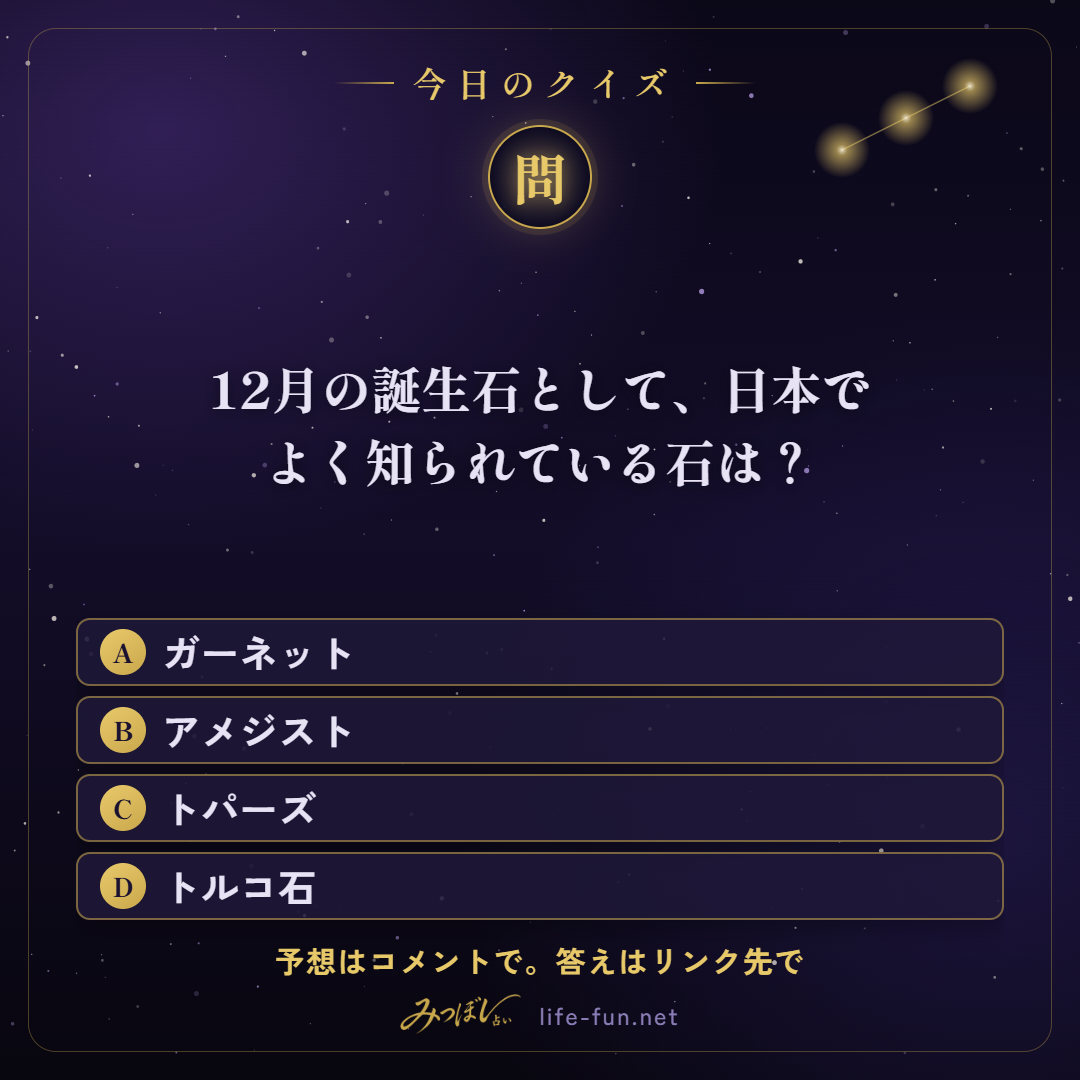 今日のクイズ
問
12月の誕生石として、日本で
よく知られている石は？
A ガーネット
B アメジスト
C トパーズ
D トルコ石
予想はコメントで。答えはリンク先で
みつぼし占い life-fun.net